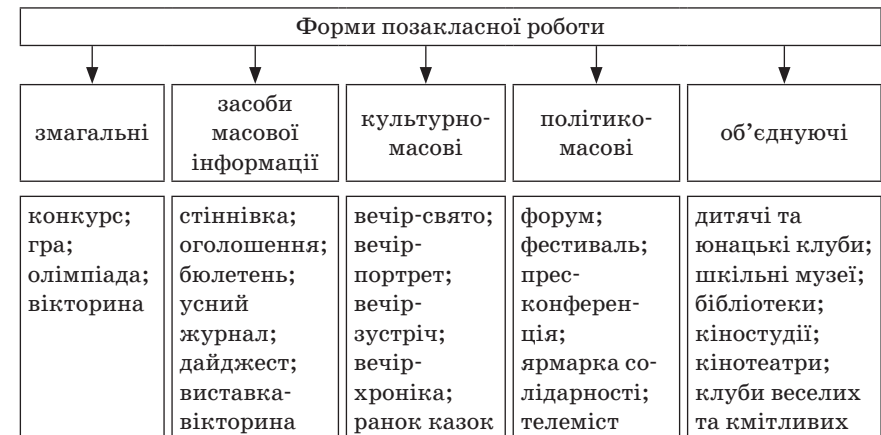 Форми позакласної роботи
змагальні
засоби
масової
інформації
культурно-
масові
політико-
масові
об’єднуючі
конкурс;
гра;
олімпіада;
вікторина
стіннівка;
оголошення;
бюлетень;
усний
журнал;
дайджест;
виставка-
вікторина
вечір-свято;
вечір-
портрет;
вечір-
зустріч;
вечір-
хроніка;
ранок казок
форум;
фестиваль;
прес-
конферен-
ція;
ярмарка со-
лідарності;
телеміст
дитячі та
юнацькі клуби;
шкільні музеї;
бібліотеки;
кіностудії;
кінотеатри;
клуби веселих
та кмітливих